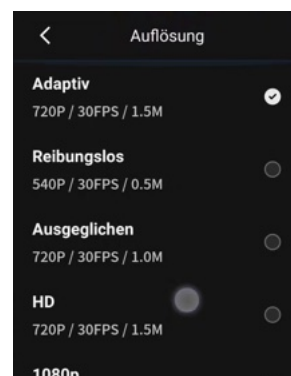 Auflösung
Adaptiv
720P / 30FPS / 1.5M
Reibungslos
540P / 30FPS / 0.5M
Ausgeglichen
720P / 30FPS / 1.0M
HD
720P / 30FPS / 1.5M
1080p